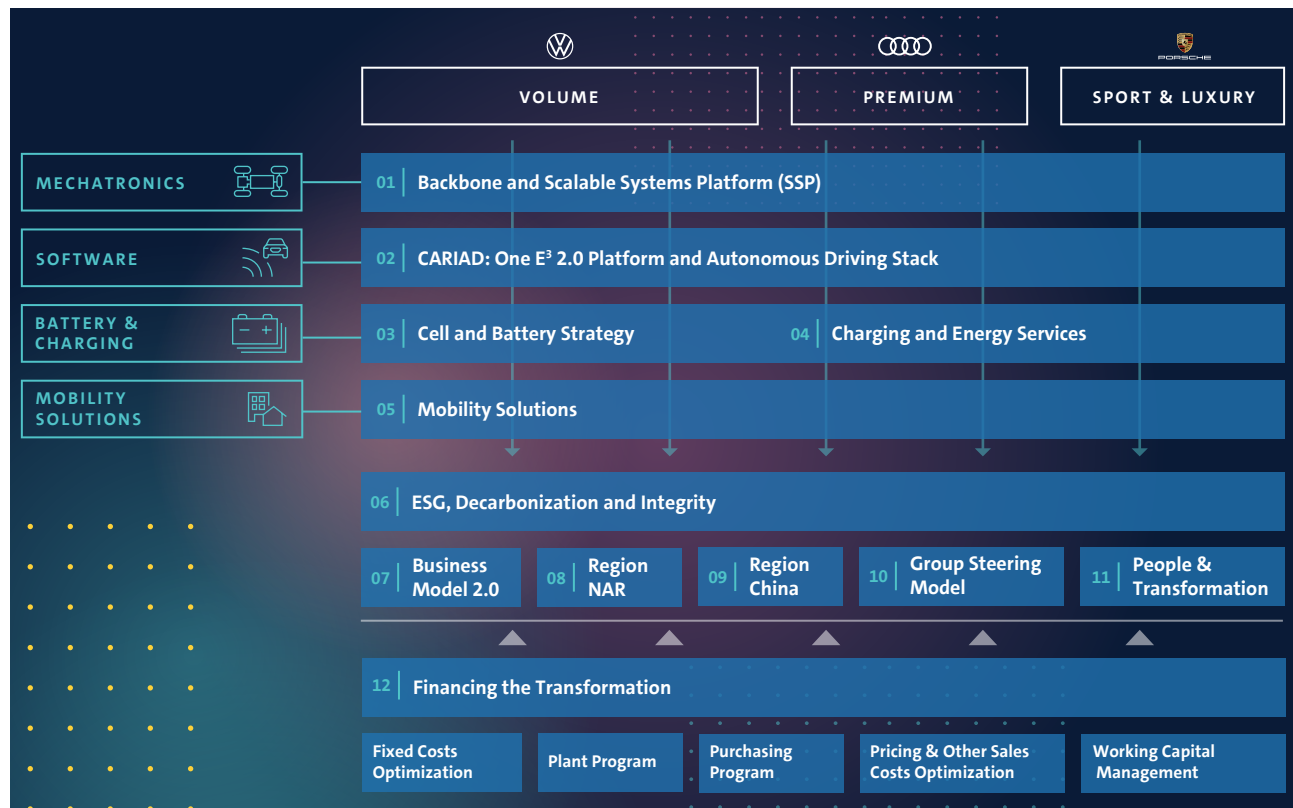 PORSCHE
VOLUME
PREMIUM
SPORT & LUXURY
MECHATRONICS
01 Backbone and Scalable Systems Platform (SSP)
SOFTWARE
02 CARIAD: One E³ 2.0 Platform and Autonomous Driving Stack
BATTERY &
CHARGING
03 Cell and Battery Strategy
04 Charging and Energy Services
MOBILITY
SOLUTIONS
05 Mobility Solutions
06 ESG, Decarbonization and Integrity
07 Business
Model 2.0
08 Region
NAR
09 Region
China
10 Group Steering
Model
11 People &
Transformation
12 Financing the Transformation
Fixed Costs
Optimization
Plant Program
Purchasing
Program
Pricing & Other Sales
Costs Optimization
Working Capital
Management